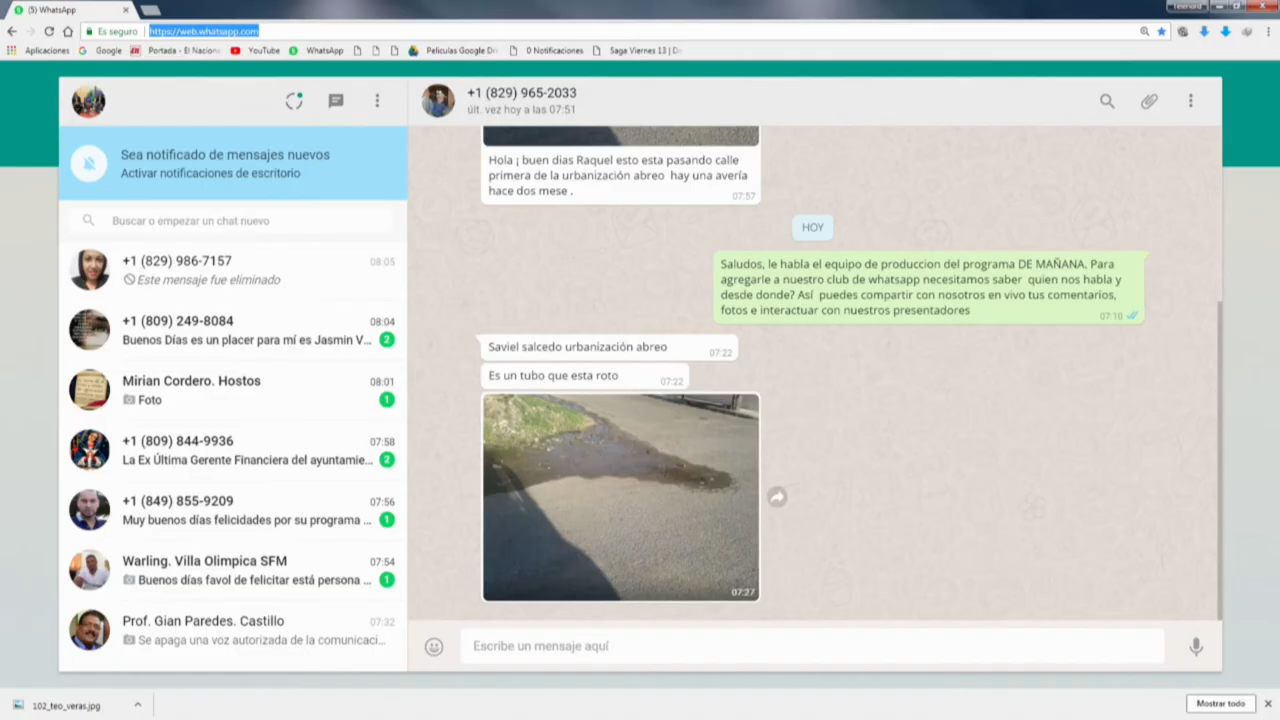 (5) WhatsApp
Telenord
Es seguro
https://web.whatsapp.com
Aplicaciones
Google
Portada - El Nacion
YouTube
WhatsApp
Peliculas Google Dri
0 Notificaciones
Saga Viernes 13 | De
+1 (829) 965-2033
últ. vez hoy a las 07:51
Sea notificado de mensajes nuevos
Activar notificaciones de escritorio
Buscar o empezar un chat nuevo
+1 (829) 986-7157
08:05
Este mensaje fue eliminado
+1 (809) 249-8084
08:04
Buenos Días es un placer para mí es Jasmin V...
2
Mirian Cordero. Hostos
08:01
Foto
1
+1 (809) 844-9936
07:58
La Ex Última Gerente Financiera del ayuntamie...
2
+1 (849) 855-9209
07:56
Muy buenos días felicidades por su programa ...
1
Warling. Villa Olimpica SFM
07:54
Buenos días favol de felicitar está persona ...
1
Prof. Gian Paredes. Castillo
07:32
Se apaga una voz autorizada de la comunicaci...
Hola ¡ buen dias Raquel esto esta pasando calle
primera de la urbanización abreo hay una avería
hace dos mese .
07:57
HOY
Saludos, le habla el equipo de produccion del programa DE MAÑANA. Para
agregarle a nuestro club de whatsapp necesitamos saber quien nos habla y
desde donde? Así puedes compartir con nosotros en vivo tus comentarios,
fotos e interactuar con nuestros presentadores
07:10
Saviel salcedo urbanización abreo
07:22
Es un tubo que esta roto
07:22
07:27
Escribe un mensaje aquí
102_teo_veras.jpg
Mostrar todo